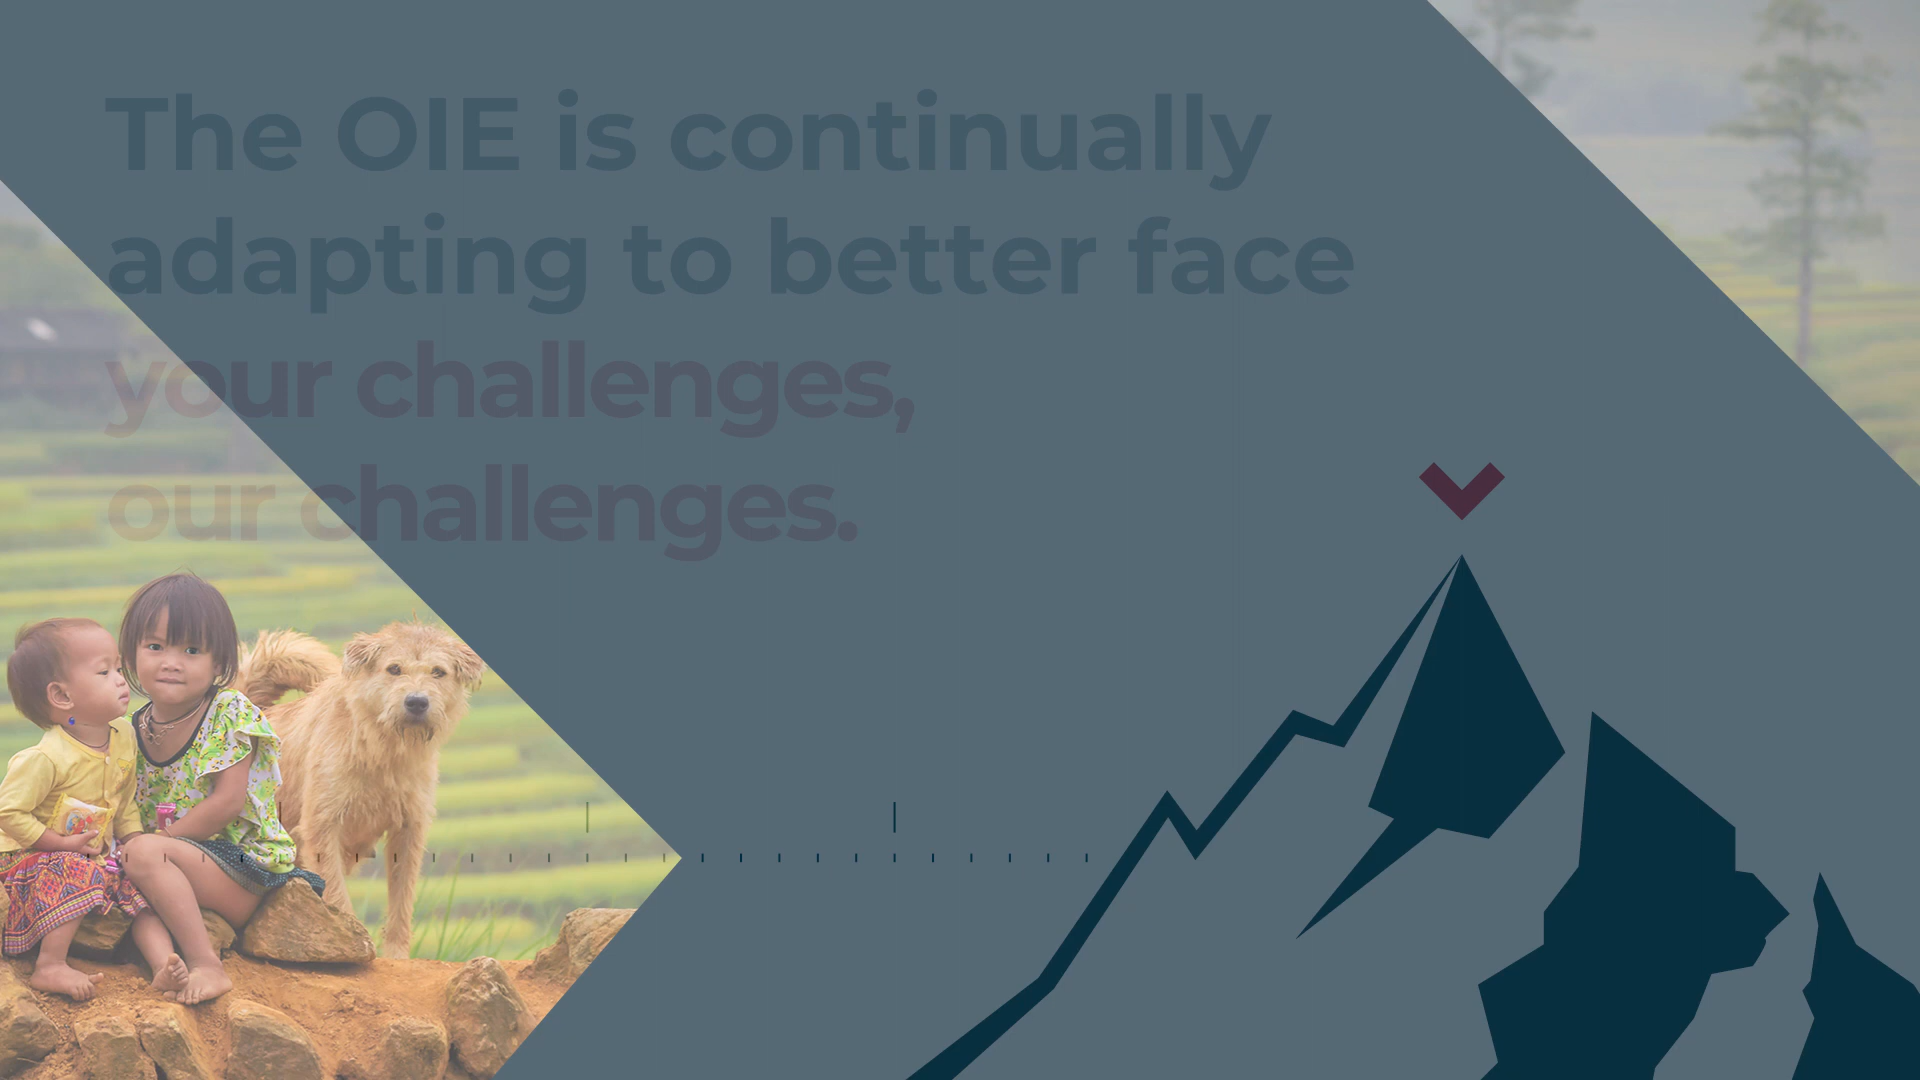 The OIE is continually
adapting to better face
your challenges,
our challenges.